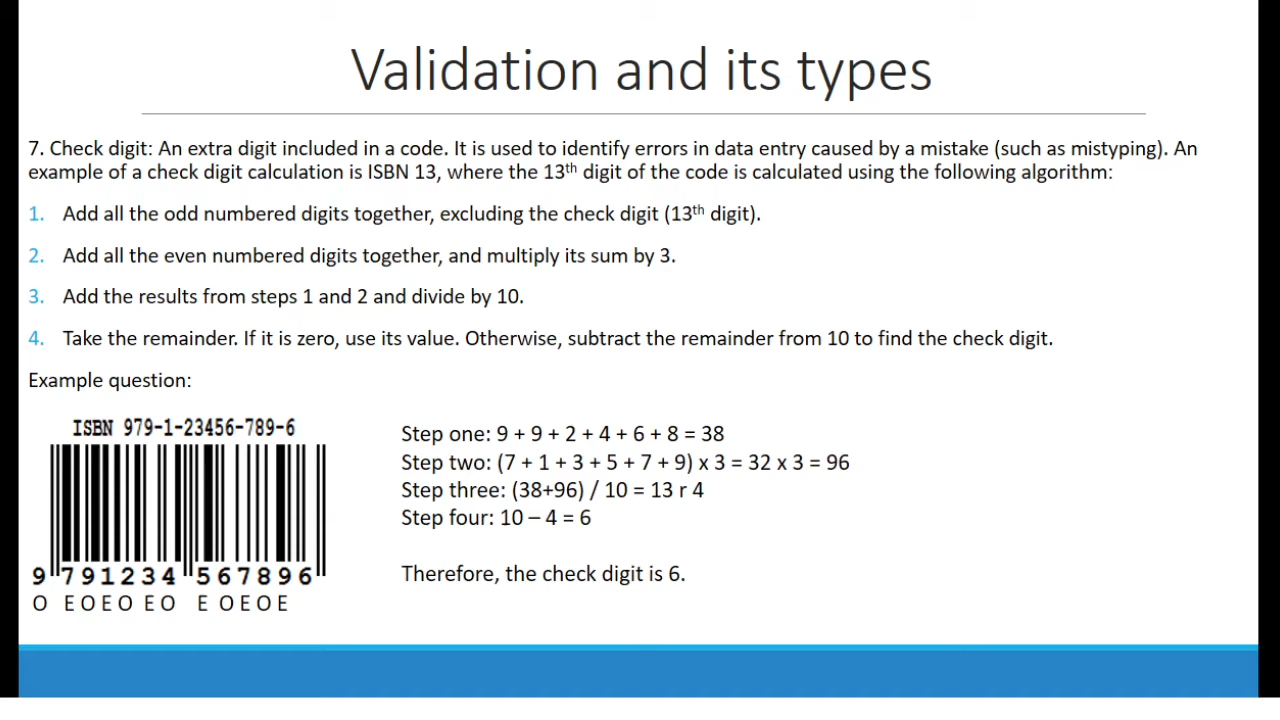 Validation and its types
7. Check digit: An extra digit included in a code. It is used to identify errors in data entry caused by a mistake (such as mistyping). An
example of a check digit calculation is ISBN 13, where the 13th digit of the code is calculated using the following algorithm:
1. Add all the odd numbered digits together, excluding the check digit (13th digit).
2. Add all the even numbered digits together, and multiply its sum by 3.
3. Add the results from steps 1 and 2 and divide by 10.
4. Take the remainder. If it is zero, use its value. Otherwise, subtract the remainder from 10 to find the check digit.
Example question:
ISBN 979-1-23456-789-6
9 791234 567896
O E O E O E O E O E O E
Step one: 9 + 9 + 2 + 4 + 6 + 8 = 38
Step two: (7 + 1 + 3 + 5 + 7 + 9) x 3 = 32 x 3 = 96
Step three: (38+96) / 10 = 13 r 4
Step four: 10 – 4 = 6
Therefore, the check digit is 6.